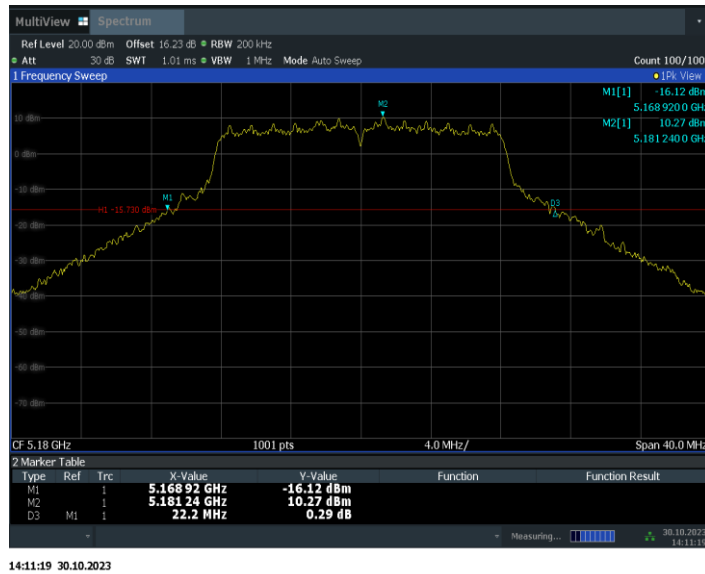 MultiView Spectrum
Ref Level 20.00 dBm Offset 16.23 dB RBW 200 kHz
Att 30 dB SWT 1.01 ms VBW 1 MHz Mode Auto Sweep Count 100/100
1 Frequency Sweep 1Pk View
M1[1] -16.12 dBm
5.168 920 0 GHz
M2[1] 10.27 dBm
5.181 240 0 GHz
M2
10 dBm
0 dBm
-10 dBm
M1
H1 -15.730 dBm
D3
-20 dBm
-30 dBm
-40 dBm
-50 dBm
-60 dBm
-70 dBm
CF 5.18 GHz 1001 pts 4.0 MHz/ Span 40.0 MHz
2 Marker Table
Type Ref Trc X-Value Y-Value Function Function Result
M1 1 5.168 92 GHz -16.12 dBm
M2 1 5.181 24 GHz 10.27 dBm
D3 M1 1 22.2 MHz 0.29 dB
Measuring... 30.10.2023
14:11:19
14:11:19 30.10.2023